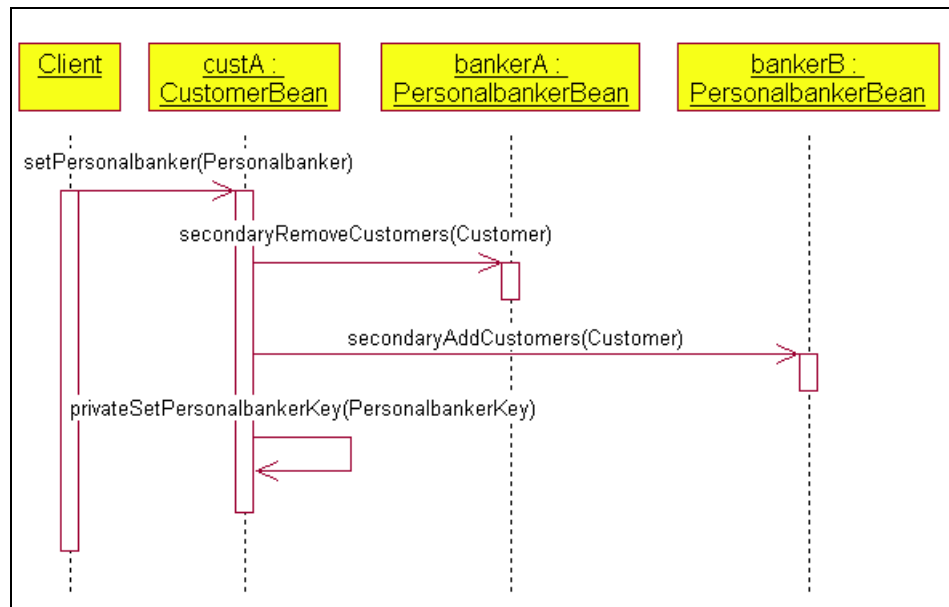 Client
custA :
CustomerBean
bankerA :
PersonalbankerBean
bankerB :
PersonalbankerBean
setPersonalbanker(Personalbanker)
secondaryRemoveCustomers(Customer)
secondaryAddCustomers(Customer)
privateSetPersonalbankerKey(PersonalbankerKey)